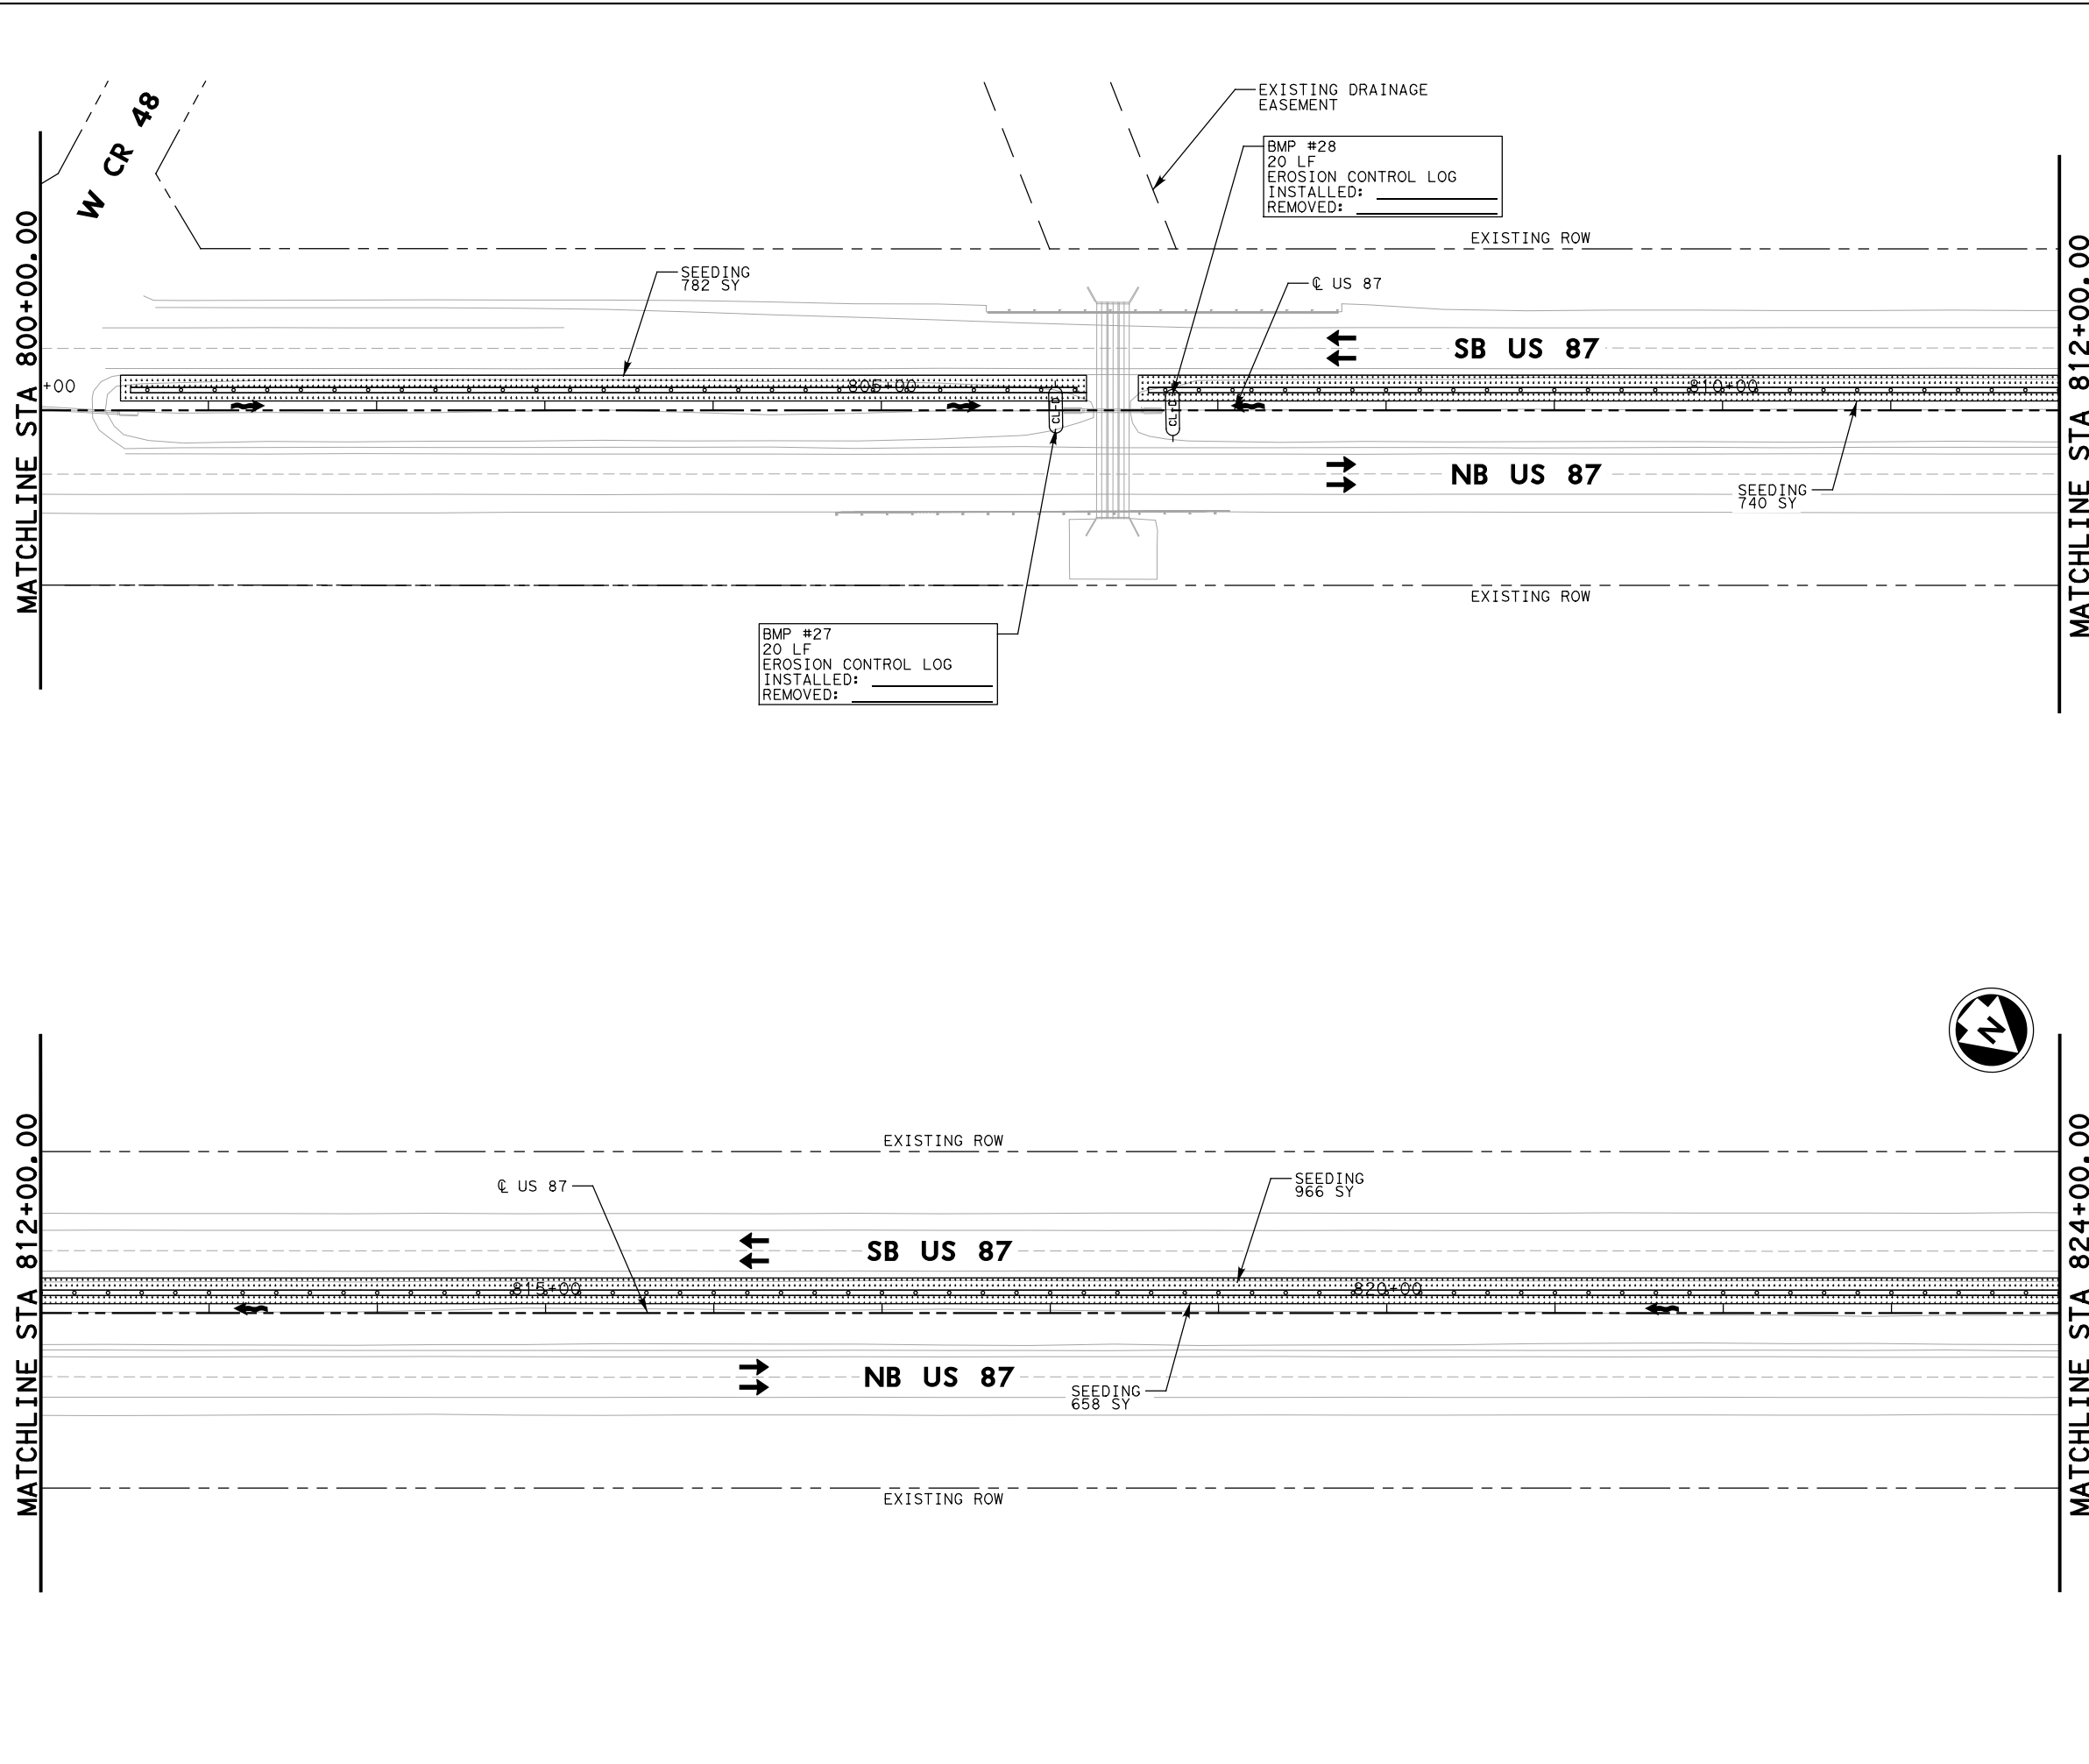 W CR 48
EXISTING DRAINAGE
EASEMENT
BMP #28
20 LF
EROSION CONTROL LOG
INSTALLED:
REMOVED:
EXISTING ROW
SEEDING
782 SY
℄ US 87
MATCHLINE STA 800+00.00
MATCHLINE STA 812+00.00
SB US 87
+00
805+00
810+00
CL-D
CL-D
NB US 87
SEEDING
740 SY
EXISTING ROW
BMP #27
20 LF
EROSION CONTROL LOG
INSTALLED:
REMOVED:
N
MATCHLINE STA 812+00.00
MATCHLINE STA 824+00.00
EXISTING ROW
℄ US 87
SEEDING
966 SY
SB US 87
815+00
820+00
NB US 87
SEEDING
658 SY
EXISTING ROW